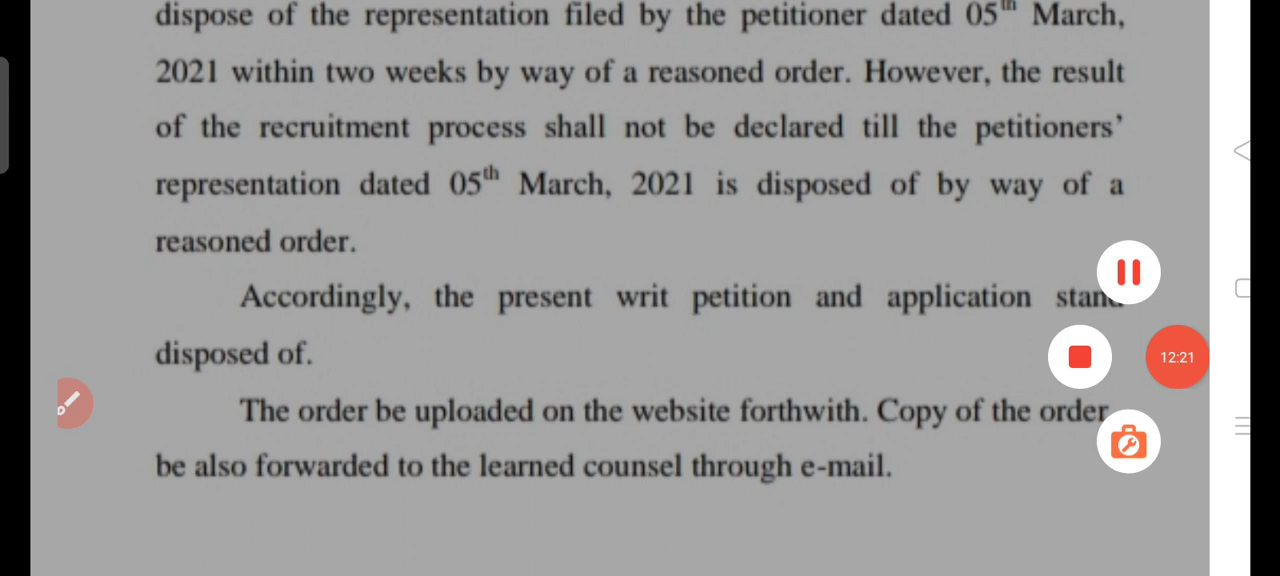 dispose of the representation filed by the petitioner dated 05th March,
2021 within two weeks by way of a reasoned order. However, the result
of the recruitment process shall not be declared till the petitioners’
representation dated 05th March, 2021 is disposed of by way of a
reasoned order.
Accordingly, the present writ petition and application stand
disposed of.
12:21
The order be uploaded on the website forthwith. Copy of the order
be also forwarded to the learned counsel through e-mail.